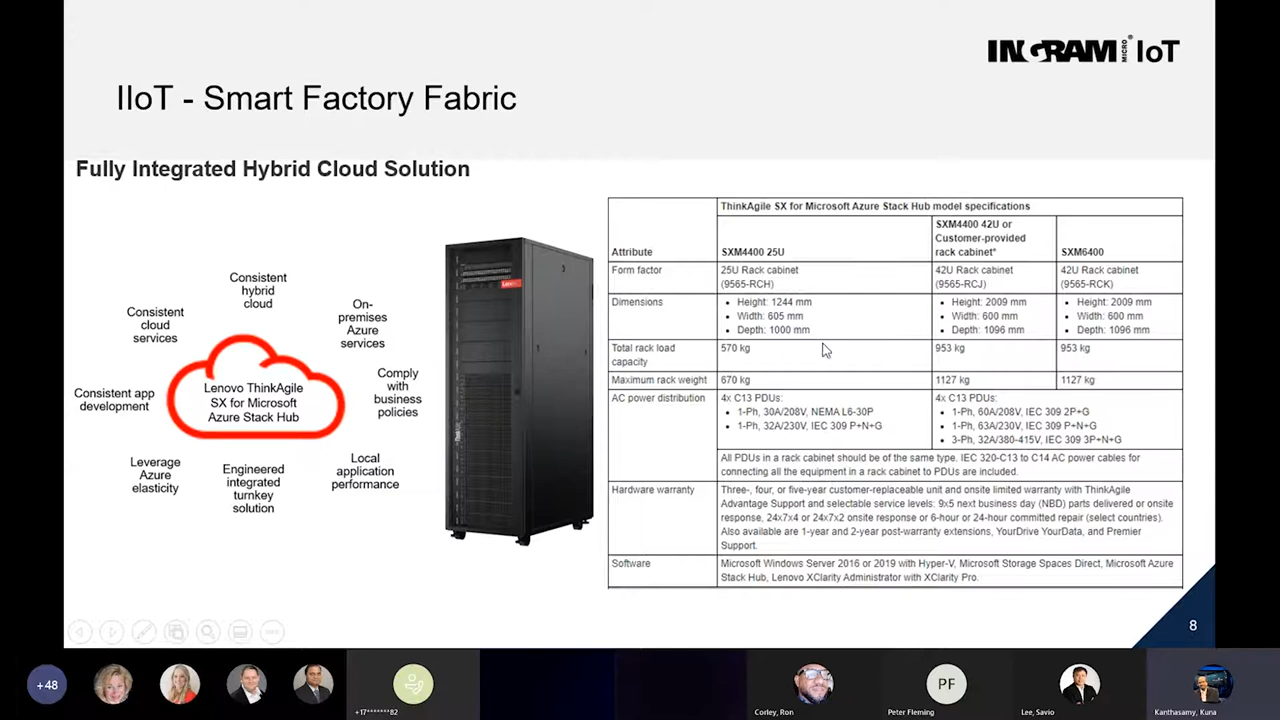 INGRAM MICRO® IoT
IIoT - Smart Factory Fabric
Fully Integrated Hybrid Cloud Solution
Consistent
hybrid
cloud
Consistent
cloud
services
On-
premises
Azure
services
Consistent app
development
Lenovo ThinkAgile
SX for Microsoft
Azure Stack Hub
Comply
with
business
policies
Leverage
Azure
elasticity
Engineered
integrated
turnkey
solution
Local
application
performance
Lenovo
ThinkAgile SX for Microsoft Azure Stack Hub model specifications
Attribute
SXM4400 25U
SXM4400 42U or
Customer-provided
rack cabinet*
SXM6400
Form factor
25U Rack cabinet
(9565-RCH)
42U Rack cabinet
(9565-RCJ)
42U Rack cabinet
(9565-RCK)
Dimensions
• Height: 1244 mm
• Width: 605 mm
• Depth: 1000 mm
• Height: 2009 mm
• Width: 600 mm
• Depth: 1096 mm
• Height: 2009 mm
• Width: 600 mm
• Depth: 1096 mm
Total rack load
capacity
570 kg
953 kg
953 kg
Maximum rack weight
670 kg
1127 kg
1127 kg
AC power distribution
4x C13 PDUs:
• 1-Ph, 30A/208V, NEMA L6-30P
• 1-Ph, 32A/230V, IEC 309 P+N+G
4x C13 PDUs:
• 1-Ph, 60A/208V, IEC 309 2P+G
• 1-Ph, 63A/230V, IEC 309 P+N+G
• 3-Ph, 32A/380-415V, IEC 309 3P+N+G
All PDUs in a rack cabinet should be of the same type. IEC 320-C13 to C14 AC power cables for
connecting all the equipment in a rack cabinet to PDUs are included.
Hardware warranty
Three-, four, or five-year customer-replaceable unit and onsite limited warranty with ThinkAgile
Advantage Support and selectable service levels: 9x5 next business day (NBD) parts delivered or onsite
response, 24x7x4 or 24x7x2 onsite response or 6-hour or 24-hour committed repair (select countries).
Also available are 1-year and 2-year post-warranty extensions, YourDrive YourData, and Premier
Support.
Software
Microsoft Windows Server 2016 or 2019 with Hyper-V, Microsoft Storage Spaces Direct, Microsoft Azure
Stack Hub, Lenovo XClarity Administrator with XClarity Pro.
8
+48
+17*******82
Corley, Ron
PF
Peter Fleming
Lee, Savio
Kanthasamy, Kuna